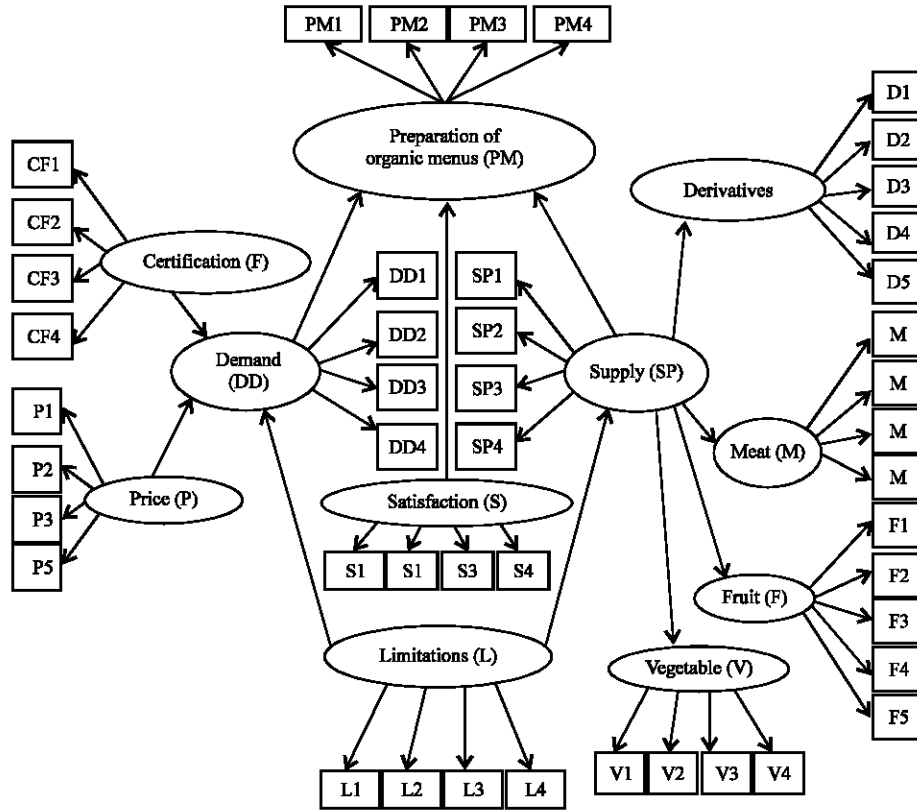 PM1 PM2 PM3 PM4
Preparation of
organic menus (PM)
CF1
CF2
CF3
CF4
Certification (F)
Demand
(DD)
P1
P2
P3
P5
Price (P)
DD1
DD2
DD3
DD4
SP1
SP2
SP3
SP4
Supply (SP)
Satisfaction (S)
S1 S1 S3 S4
Limitations (L)
L1 L2 L3 L4
Derivatives
D1
D2
D3
D4
D5
Meat (M)
M
M
M
M
Fruit (F)
F1
F2
F3
F4
F5
Vegetable (V)
V1 V2 V3 V4